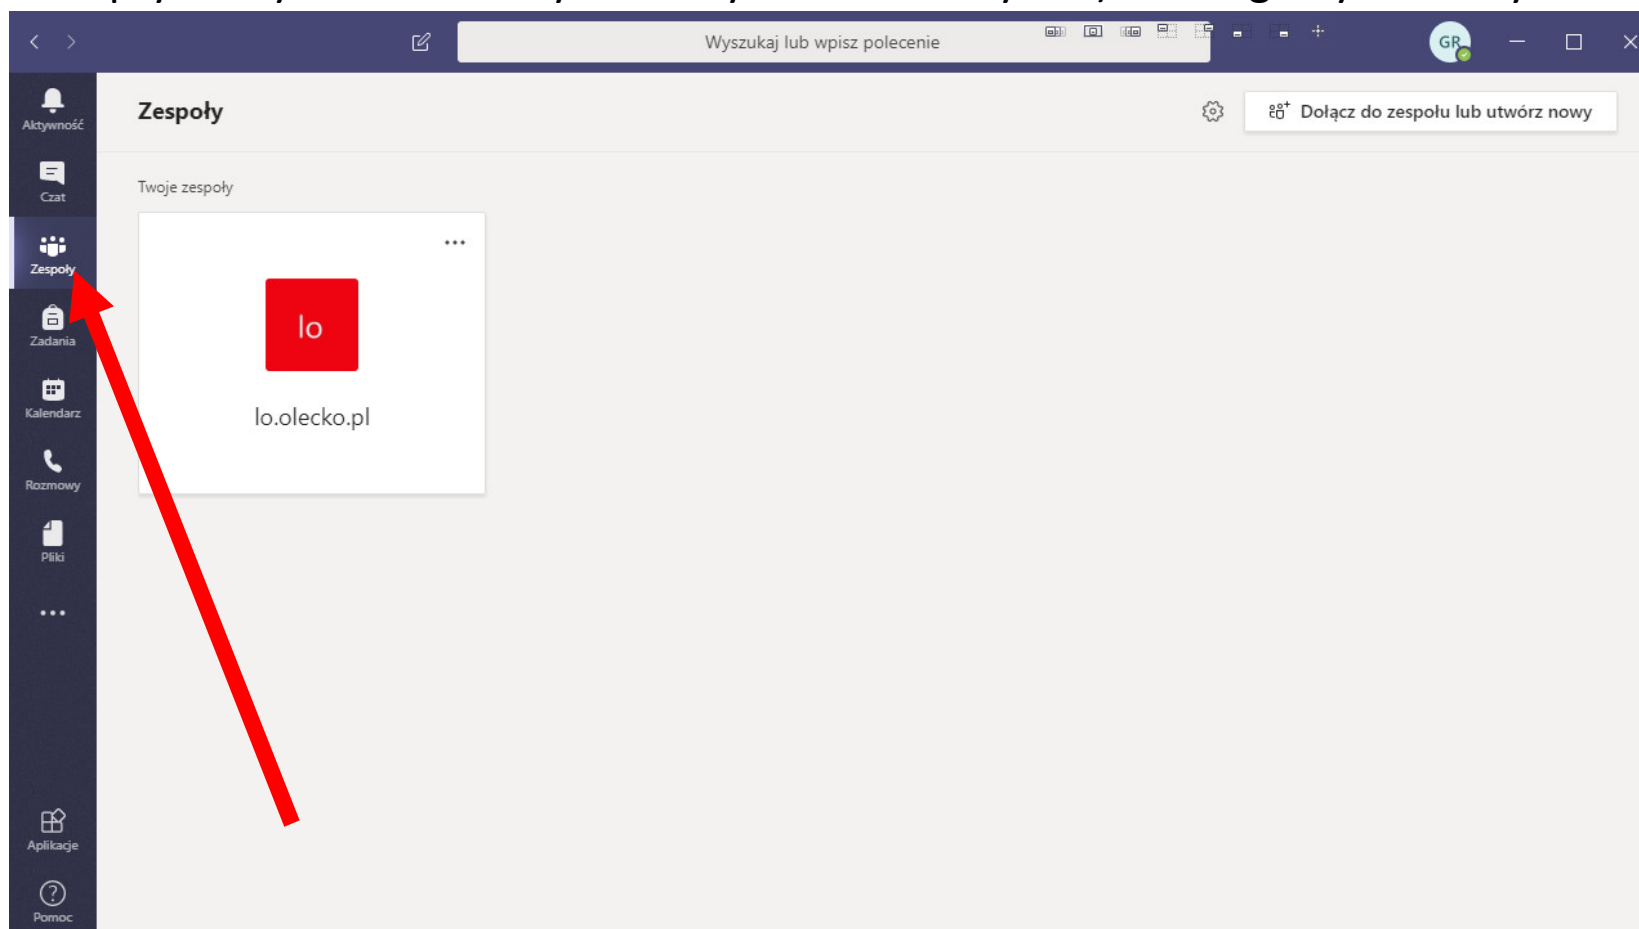 Wyszukaj lub wpisz polecenie
GR
Aktywność
Czat
Zespoły
Zadania
Kalendarz
Rozmowy
Pliki
Aplikacje
Pomoc
Zespoły
Dołącz do zespołu lub utwórz nowy
Twoje zespoły
lo
lo.olecko.pl